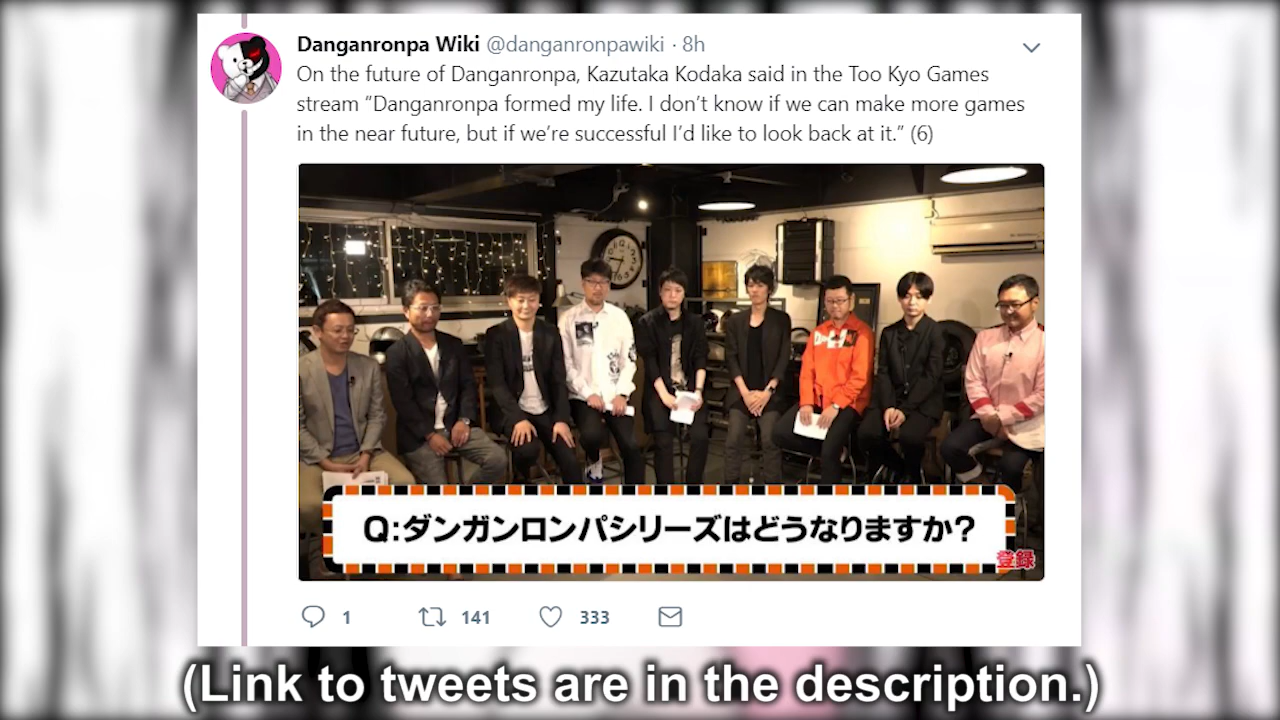 Danganronpa Wiki @danganronpawiki · 8h
On the future of Danganronpa, Kazutaka Kodaka said in the Too Kyo Games
stream “Danganronpa formed my life. I don’t know if we can make more games
in the near future, but if we’re successful I’d like to look back at it.” (6)
Q:ダンガンロンパシリーズはどうなりますか?
登録
1 141 333
(Link to tweets are in the description.)